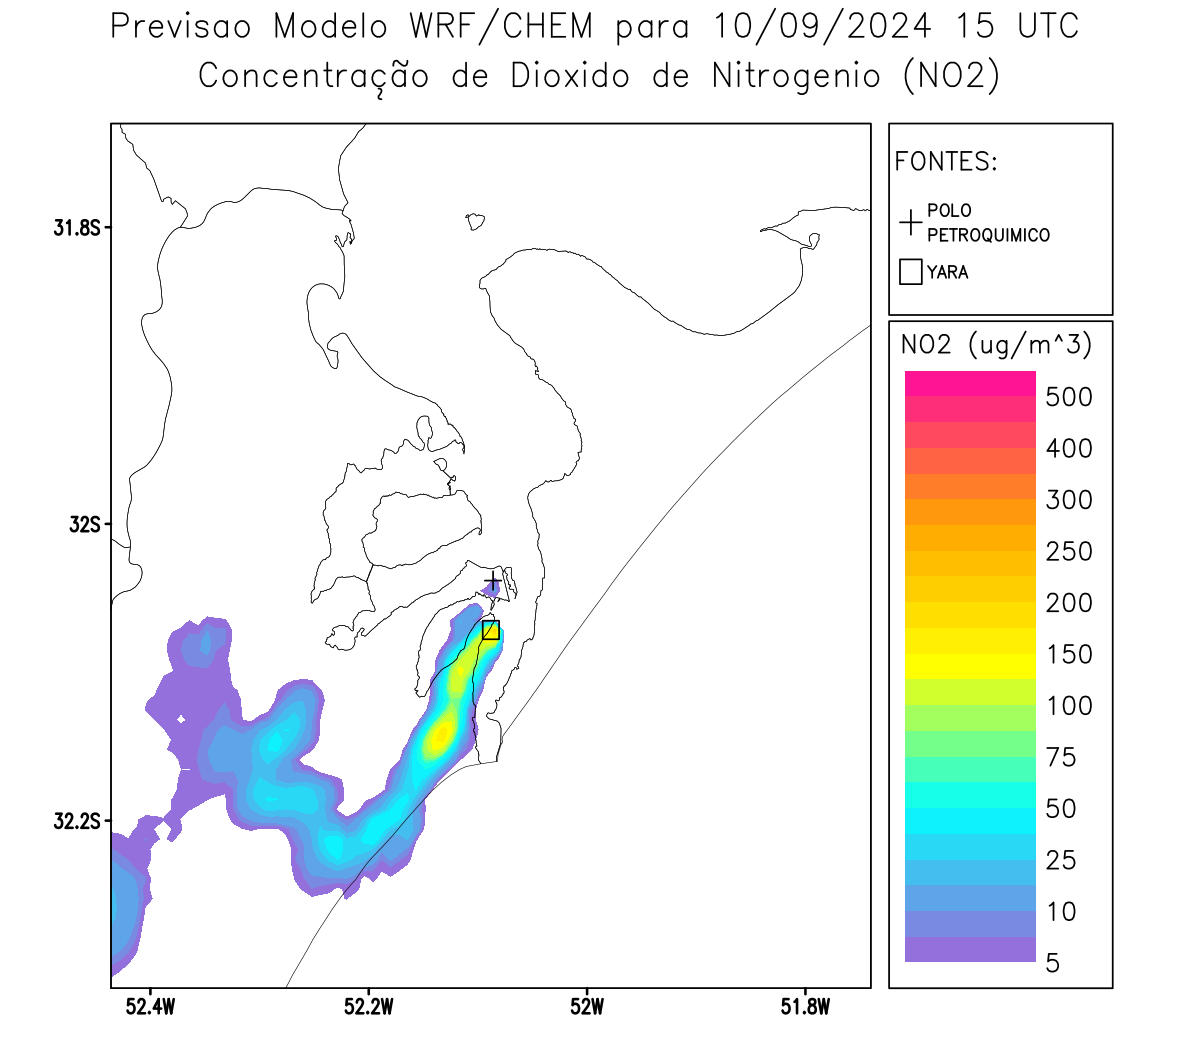 Previsao Modelo WRF/CHEM para 10/09/2024 15 UTC
Concentração de Dioxido de Nitrogenio (NO2)
FONTES:
POLO
PETROQUIMICO
YARA
NO2 (ug/m^3)
500
400
300
250
200
150
100
75
50
25
10
5
31.8S
32S
32.2S
52.4W
52.2W
52W
51.8W